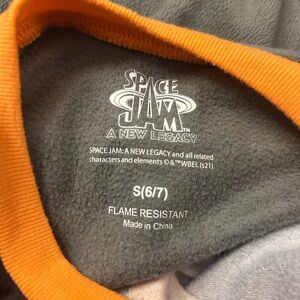 SPACE
JAM™
A NEW LEGACY
SPACE JAM: A NEW LEGACY and all related
characters and elements © &™ WBEI. (s21)
S(6/7)
FLAME RESISTANT
Made in China